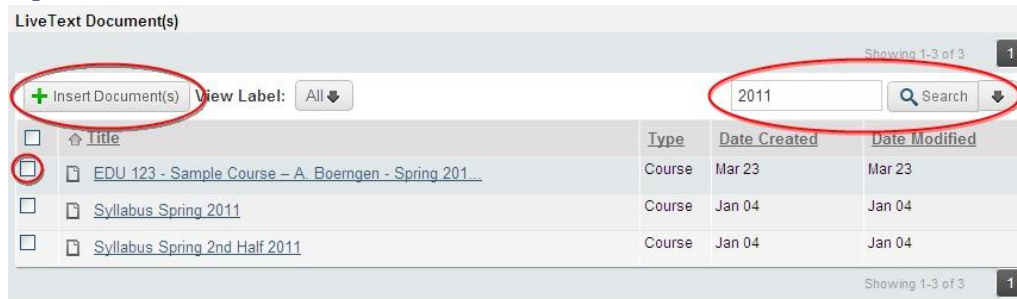 LiveText Document(s)
Showing 1-3 of 3 1
Insert Document(s) View Label: All 2011 Search
Title Type Date Created Date Modified
EDU 123 - Sample Course – A. Boerngen - Spring 201... Course Mar 23 Mar 23
Syllabus Spring 2011 Course Jan 04 Jan 04
Syllabus Spring 2nd Half 2011 Course Jan 04 Jan 04
Showing 1-3 of 3 1